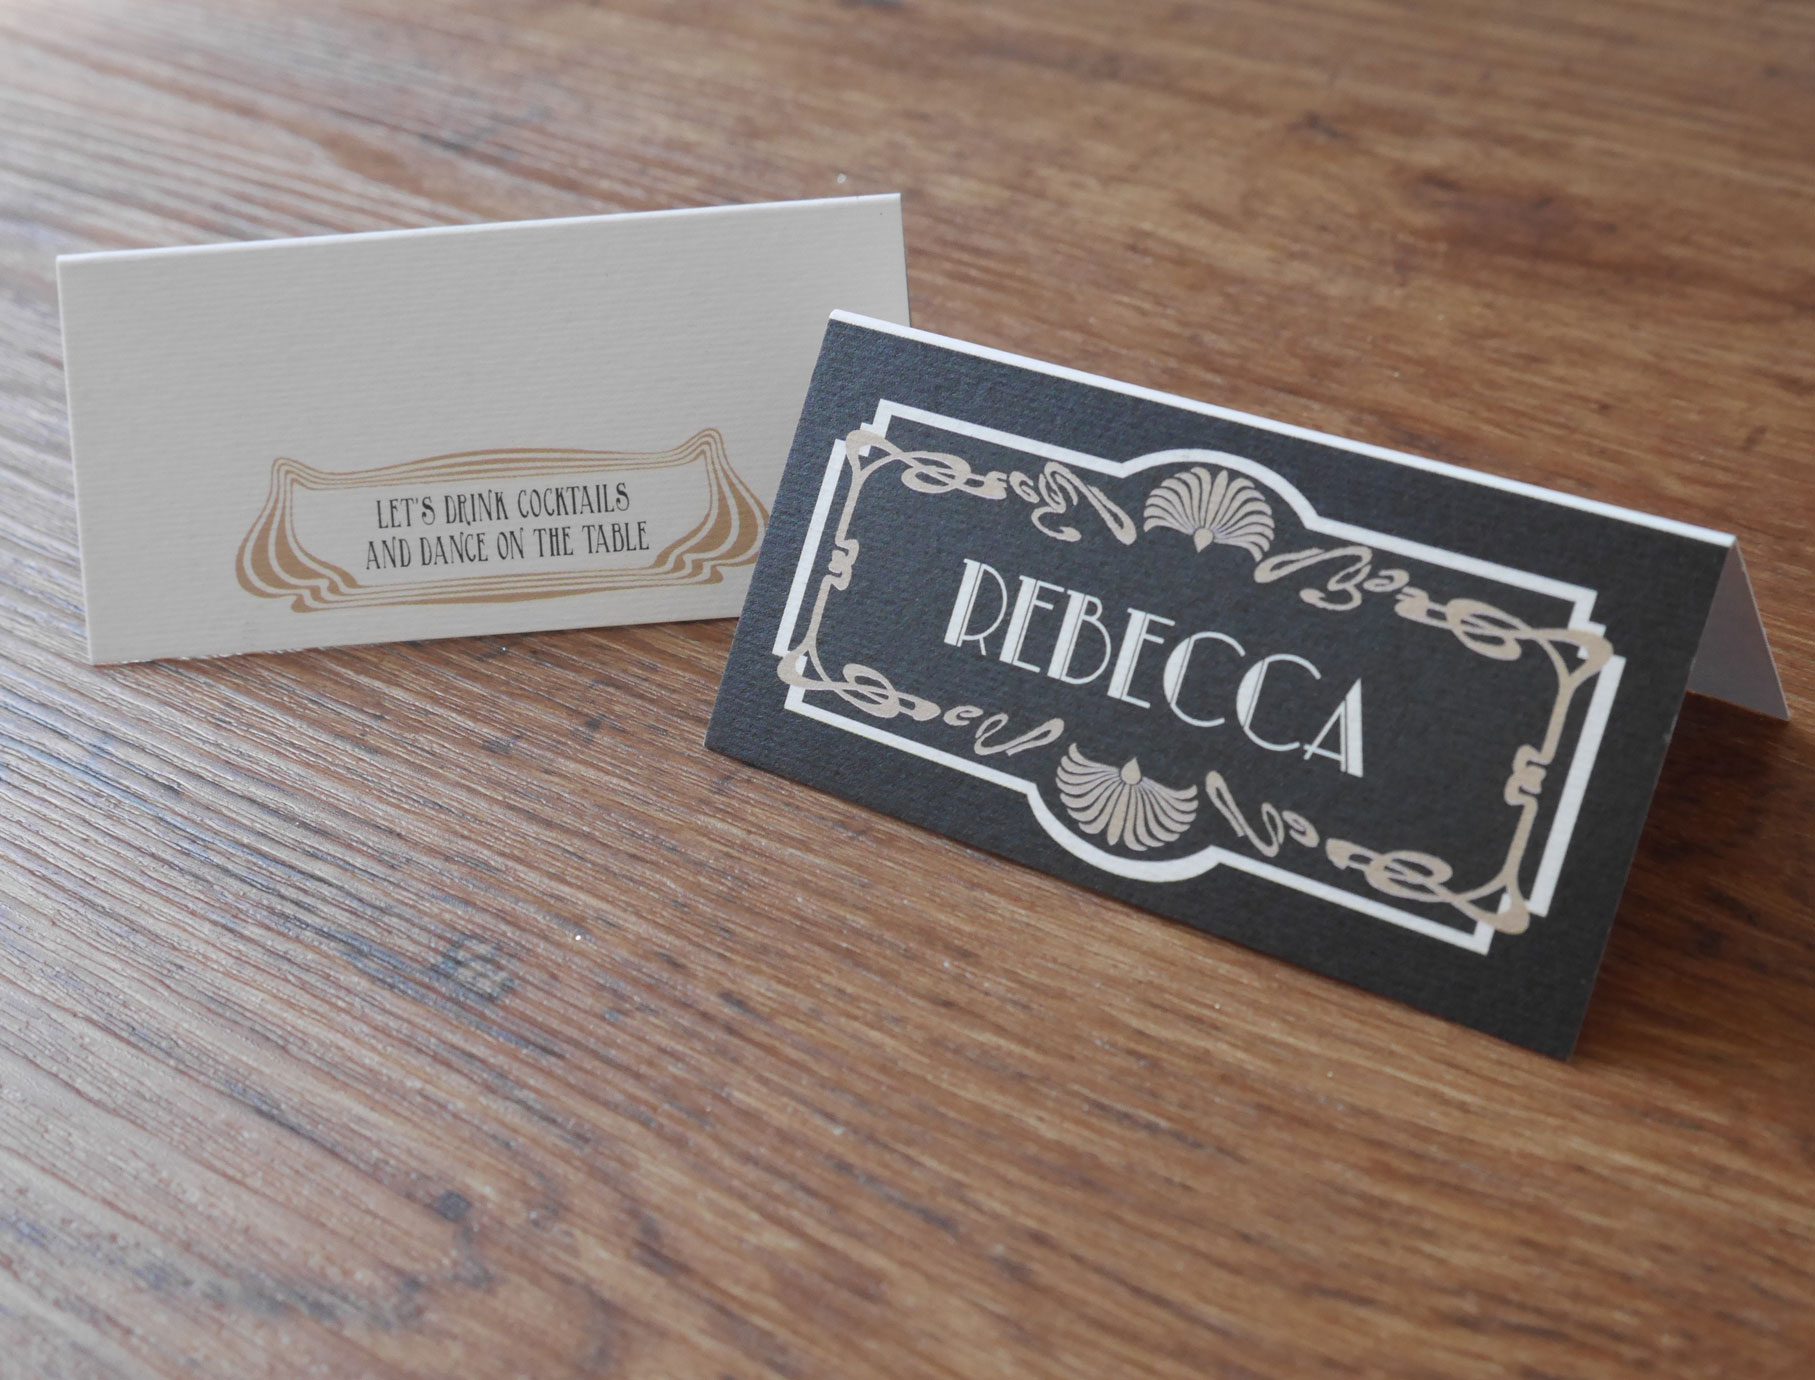 LET'S DRINK COCKTAILS
AND DANCE ON THE TABLE
REBECCA